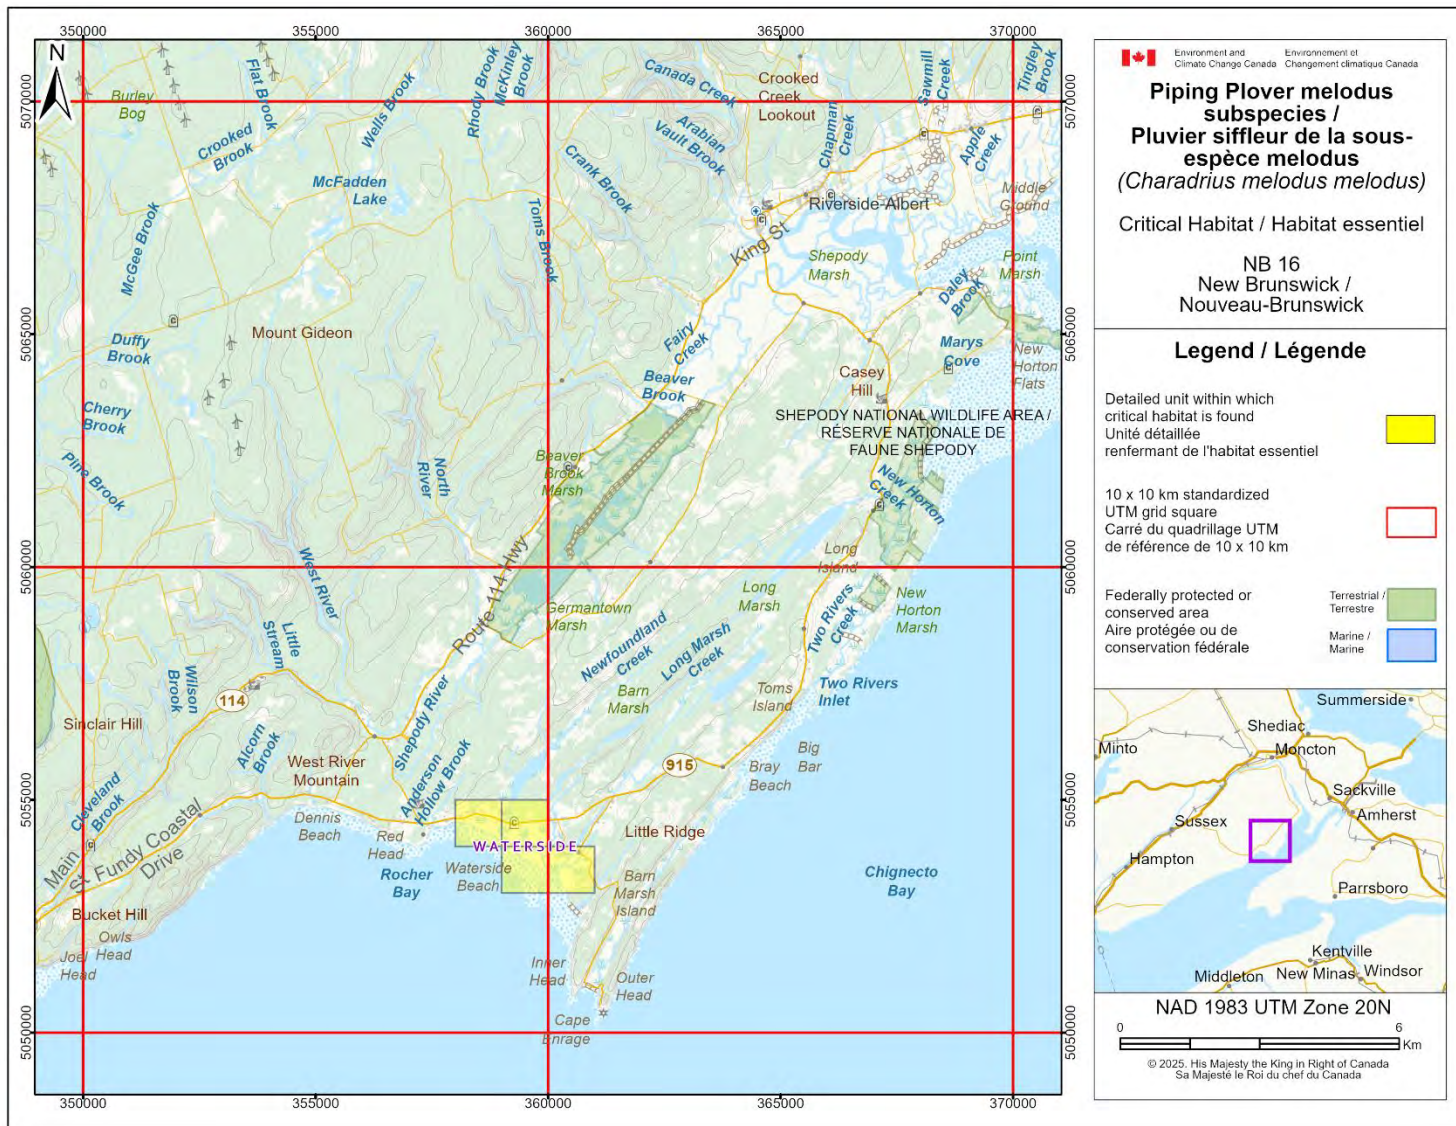 350000
355000
360000
365000
370000
N
5070000
5065000
5060000
5055000
5050000
Burley
Bog
Flat Brook
Crooked
Brook
Wells Brook
Rhody Brook
McKinley
Brook
Canada Creek
Crooked
Creek
Lookout
Sawmill
Creek
Tingley
Brook
Arabian
Vault Brook
Chapman
Creek
Apple
Creek
McFadden
Lake
Crank Brook
Middle
Ground
Riverside-Albert
McGee Brook
Toms Brook
King St
Shepody
Marsh
Point
Marsh
Daley
Brook
Mount Gideon
Duffy
Brook
Fairy
Creek
Marys
Cove
New
Horton
Flats
Beaver
Brook
Casey
Hill
Cherry
Brook
SHEPODY NATIONAL WILDLIFE AREA /
RÉSERVE NATIONALE DE
FAUNE SHEPODY
Pine Brook
North
River
Beaver
Brook
Marsh
New Horton
Creek
West River
Route 114 Hwy
Long
Island
Germantown
Marsh
Long
Marsh
Two Rivers
Creek
New
Horton
Marsh
Little
Stream
Newfoundland
Creek
Long Marsh
Creek
Wilson
Brook
Barn
Marsh
Toms
Island
Two Rivers
Inlet
114
Sinclair Hill
Alcorn
Brook
Shepody River
West River
Mountain
Anderson
Hollow Brook
915
Big
Bar
Bray
Beach
Cleveland
Brook
Dennis
Beach
Red
Head
Little Ridge
Main
St
Fundy Coastal
Drive
WATERSIDE
Waterside
Beach
Rocher
Bay
Barn
Marsh
Island
Chignecto
Bay
Bucket Hill
Owls
Head
Joel
Head
Inner
Head
Outer
Head
Cape
Enrage
5070000
5065000
5060000
5055000
5050000
350000
355000
360000
365000
370000
Environment and
Climate Change Canada
Environnement et
Changement climatique Canada
Piping Plover melodus
subspecies /
Pluvier siffleur de la sous-
espèce melodus
(Charadrius melodus melodus)
Critical Habitat / Habitat essentiel
NB 16
New Brunswick /
Nouveau-Brunswick
Legend / Légende
Detailed unit within which
critical habitat is found
Unité détaillée
renfermant de l'habitat essentiel
10 x 10 km standardized
UTM grid square
Carré du quadrillage UTM
de référence de 10 x 10 km
Federally protected or
conserved area
Aire protégée ou de
conservation fédérale
Terrestrial /
Terrestre
Marine /
Marine
Summerside
Shediac
Minto
Moncton
Sackville
Amherst
Sussex
Hampton
Parrsboro
Kentville
Middleton
New Minas
Windsor
NAD 1983 UTM Zone 20N
0
6
Km
© 2025. His Majesty the King in Right of Canada
Sa Majesté le Roi du chef du Canada